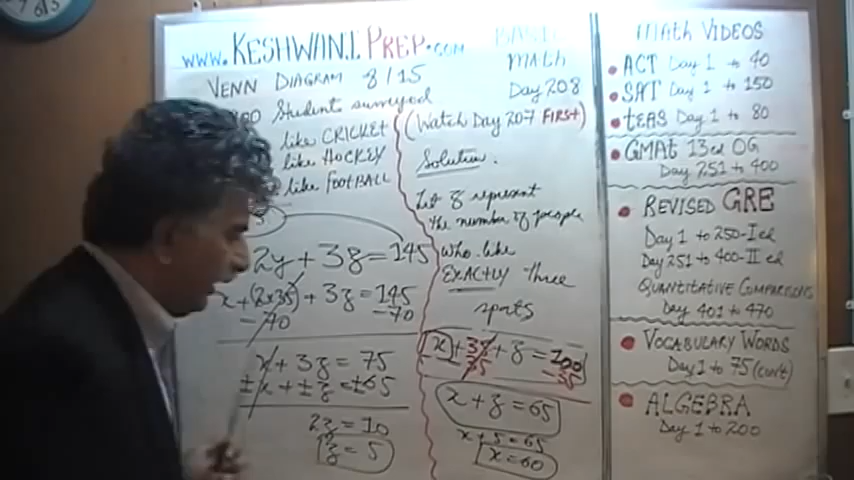 www.KESHWANI PREP.com
VENN DIAGRAM 8/15
Students surveyed
like CRICKET
like HOCKEY
like FOOTBALL
2y + 3z = 145
x + (2x35) + 3z = 145
-70 -70
x + 3z = 75
±x + ±z = ±65
2z = 10
z = 5
BASIC
MATH
Day 208
(Watch Day 207 FIRST)
Solution.
Let z represent
the number of people
who like
EXACTLY three
sports
x + 35 + z = 100
35 -35
x + z = 65
x + 5 = 65
x = 60
MATH VIDEOS
ACT Day 1 to 40
SAT Day 1 to 150
TEAS Day 1 to 80
GMAT 13ed OG
Day 251 to 400
REVISED GRE
Day 1 to 250-I ed
Day 251 to 400-II ed
QUANTITATIVE COMPARISONS
Day 401 to 470
VOCABULARY WORDS
Day 1 to 75 (con't)
ALGEBRA
Day 1 to 200